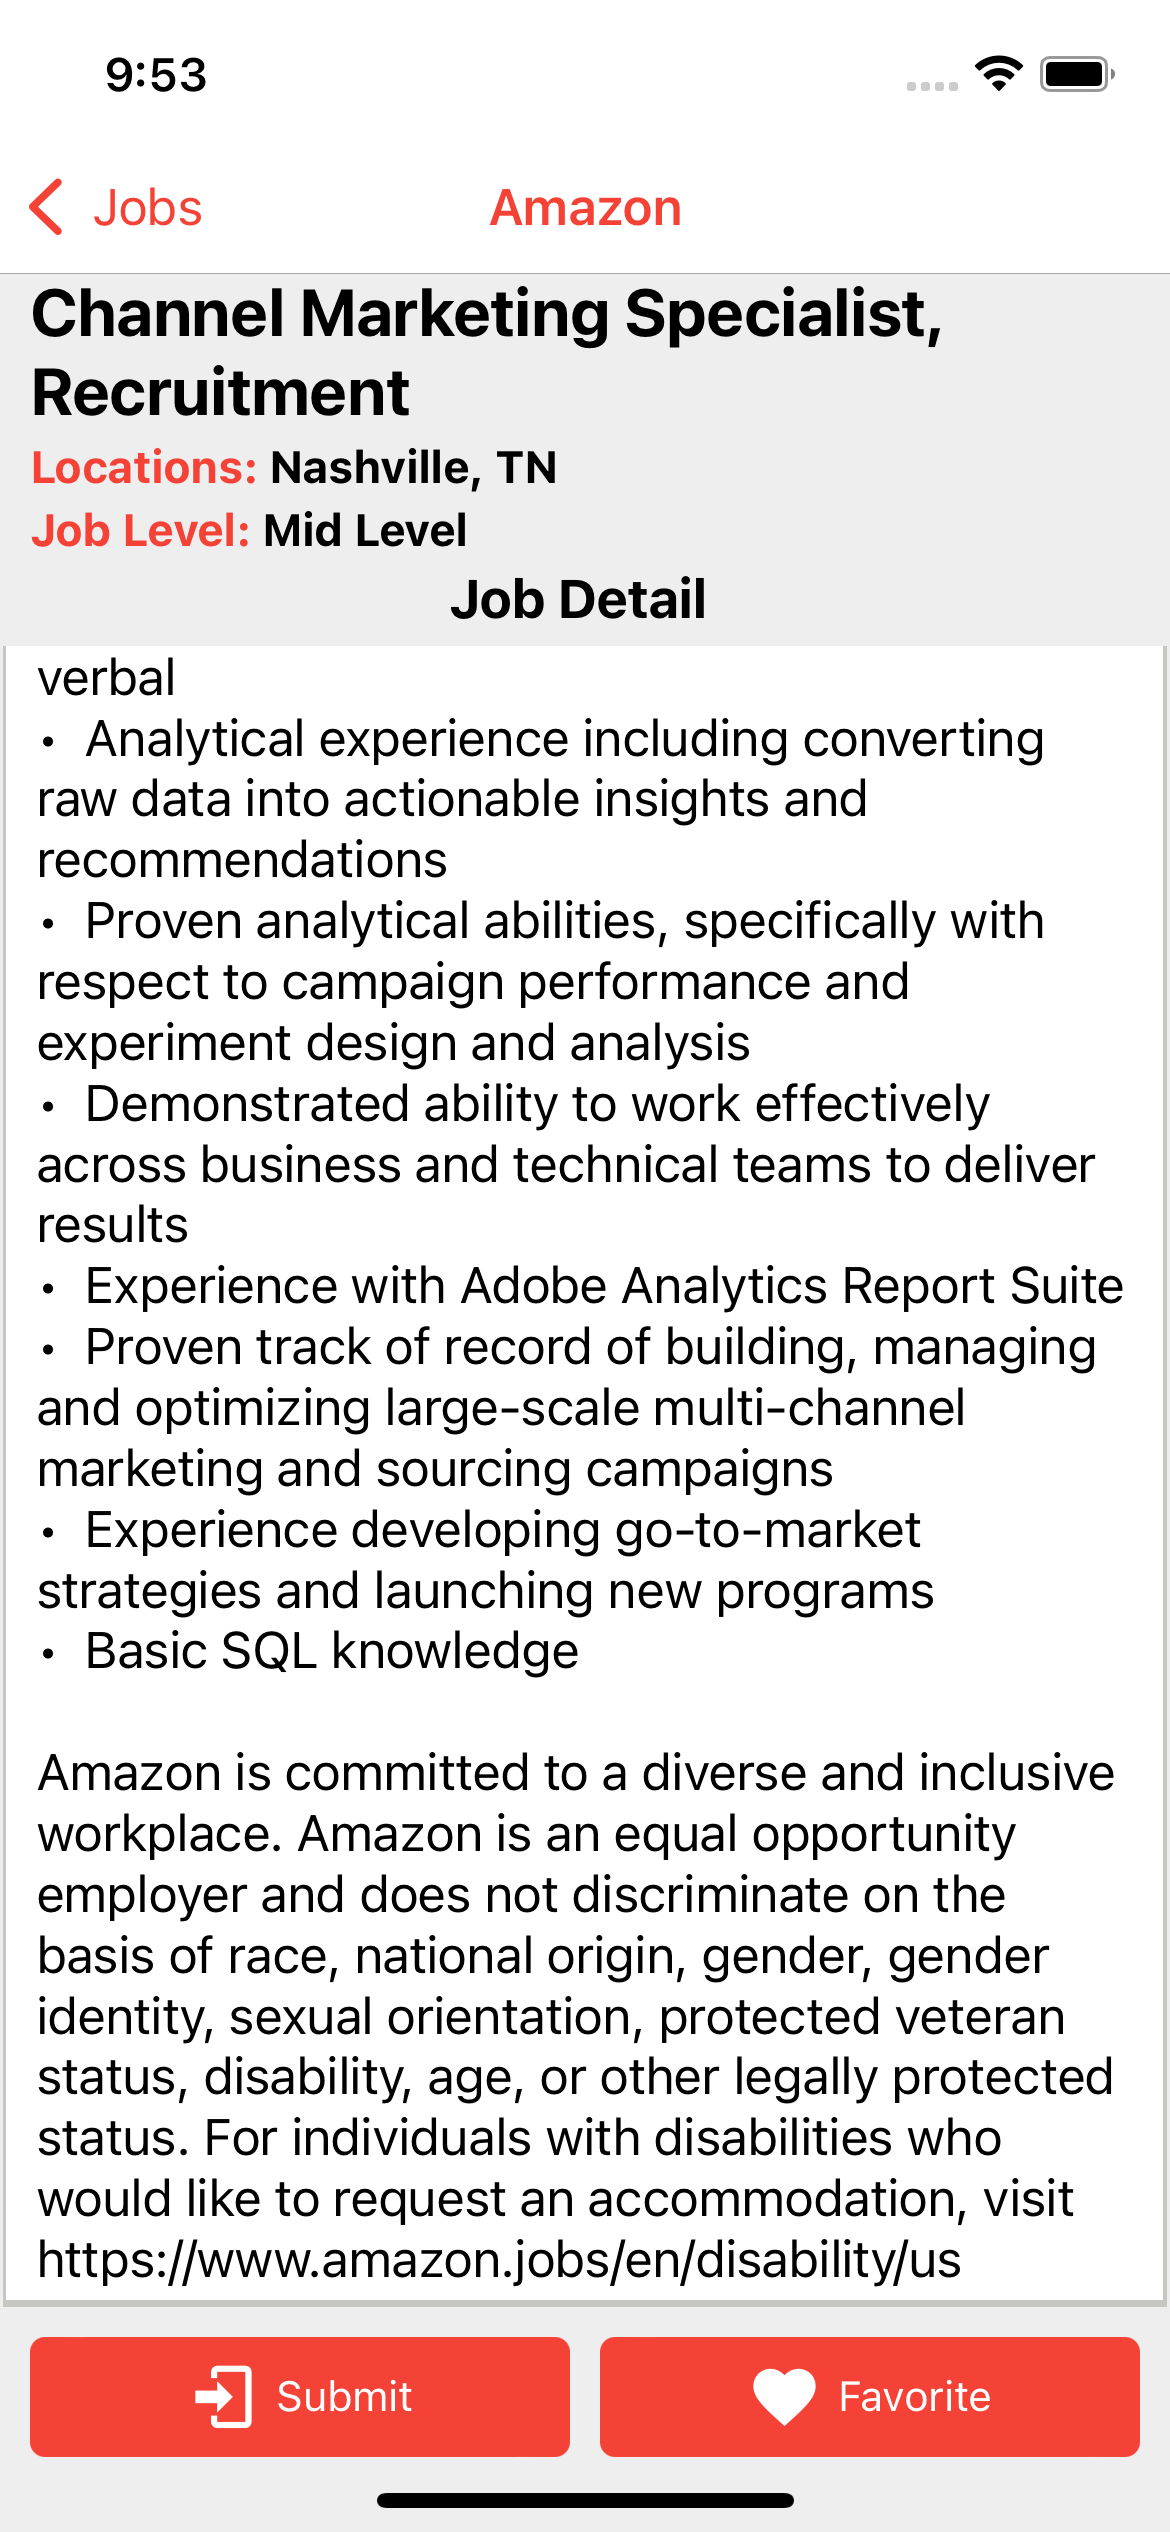 9:53
Jobs
Amazon
Channel Marketing Specialist,
Recruitment
Locations: Nashville, TN
Job Level: Mid Level
Job Detail
verbal
• Analytical experience including converting
raw data into actionable insights and
recommendations
• Proven analytical abilities, specifically with
respect to campaign performance and
experiment design and analysis
• Demonstrated ability to work effectively
across business and technical teams to deliver
results
• Experience with Adobe Analytics Report Suite
• Proven track of record of building, managing
and optimizing large-scale multi-channel
marketing and sourcing campaigns
• Experience developing go-to-market
strategies and launching new programs
• Basic SQL knowledge
Amazon is committed to a diverse and inclusive
workplace. Amazon is an equal opportunity
employer and does not discriminate on the
basis of race, national origin, gender, gender
identity, sexual orientation, protected veteran
status, disability, age, or other legally protected
status. For individuals with disabilities who
would like to request an accommodation, visit
https://www.amazon.jobs/en/disability/us
Submit
Favorite